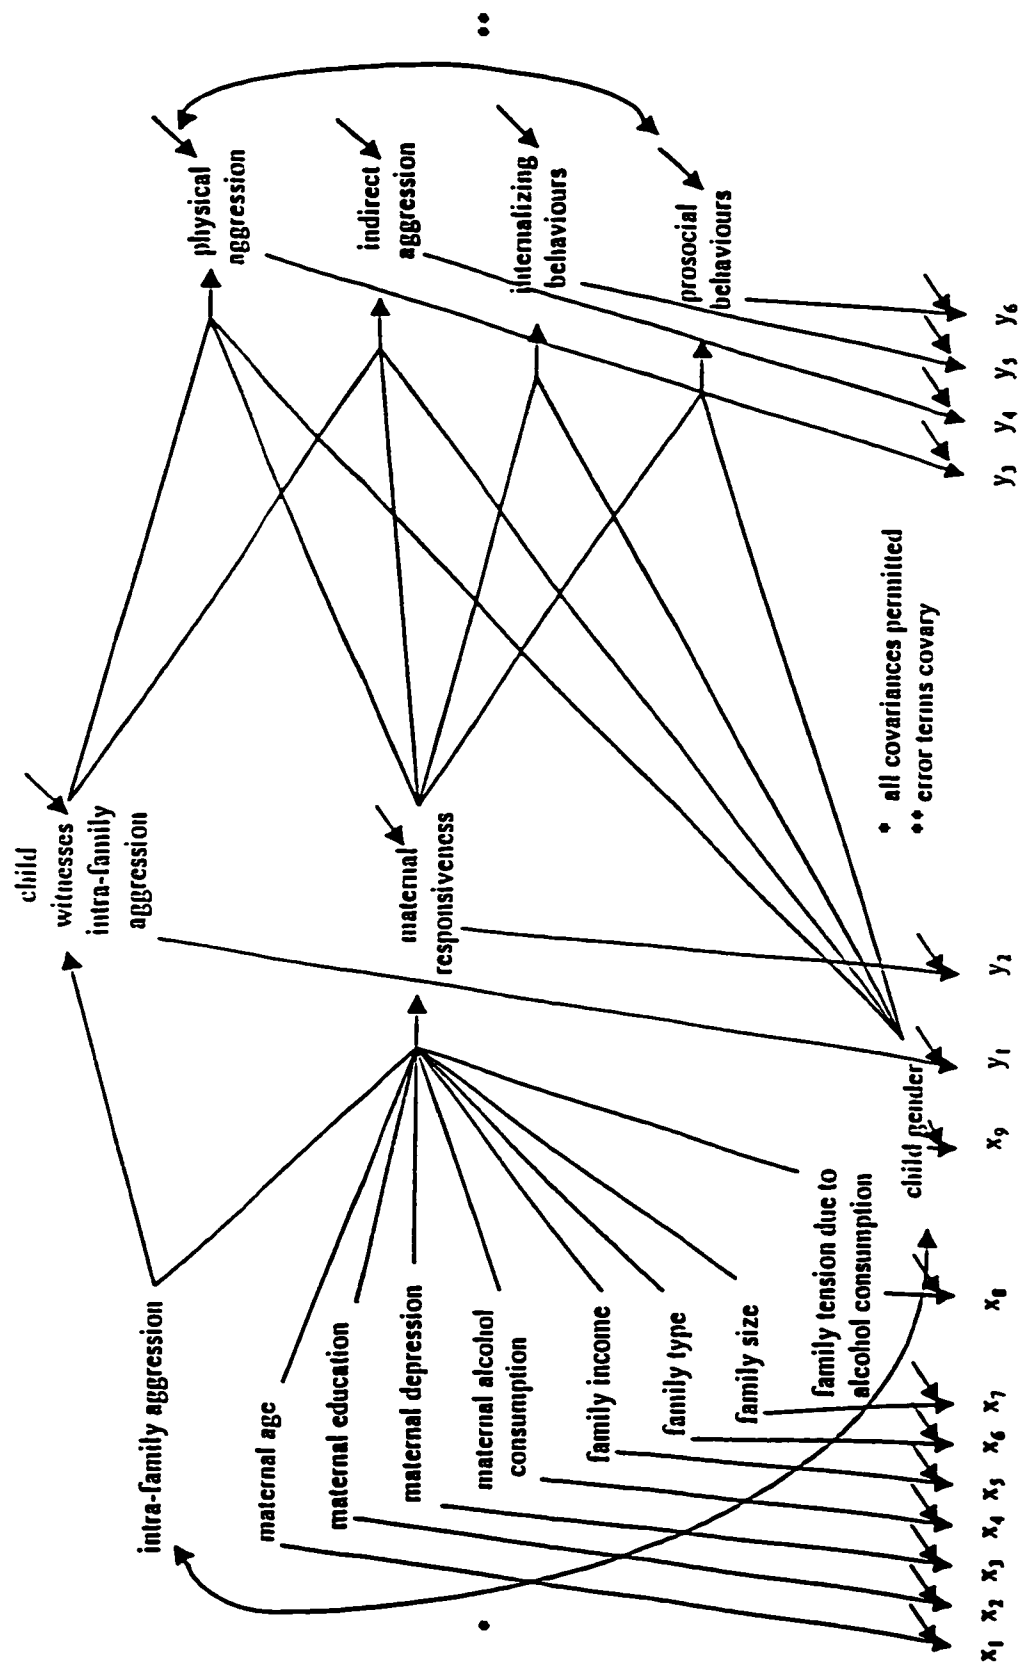 child
witnesses
intra-family
aggression
intra-family aggression
maternal age
maternal education
maternal depression
maternal alcohol
consumption
family income
family type
family size
family tension due to
alcohol consumption
child gender
maternal
responsiveness
physical
aggression
indirect
aggression
internalizing
behaviours
prosocial
behaviours
*
**
* all covariances permitted
** error terms covary
x1 x2 x3 x4 x5 x6 x7 x8 x9 y1 y2 y3 y4 y5 y6